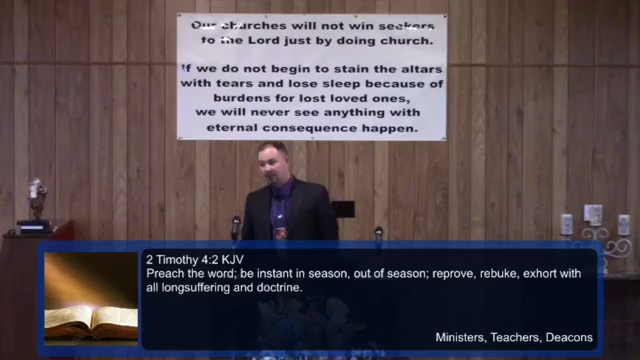 Our churches will not win seekers
to the Lord just by doing church.
If we do not begin to stain the altars
with tears and lose sleep because of
burdens for lost loved ones,
we will never see anything with
eternal consequence happen.
2 Timothy 4:2 KJV
Preach the word; be instant in season, out of season; reprove, rebuke, exhort with
all longsuffering and doctrine.
Ministers, Teachers, Deacons